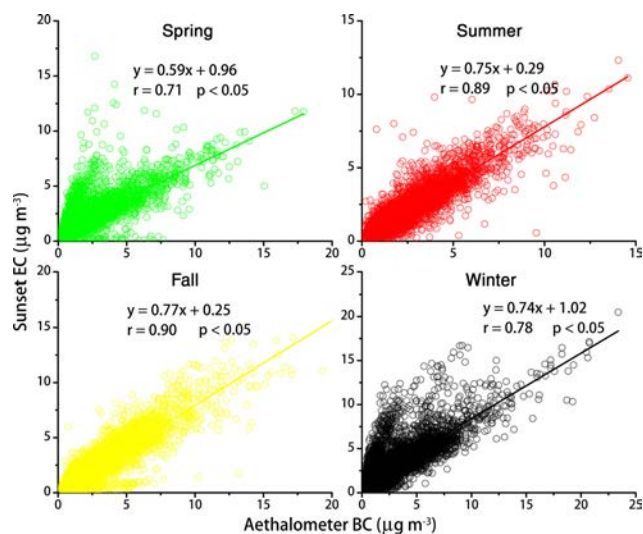 Spring
y = 0.59x + 0.96
r = 0.71 p < 0.05
20
15
10
5
0
0
5
10
15
20
Summer
y = 0.75x + 0.29
r = 0.89 p < 0.05
15
10
5
0
0
5
10
15
Fall
y = 0.77x + 0.25
r = 0.90 p < 0.05
20
15
10
5
0
0
5
10
15
20
Winter
y = 0.74x + 1.02
r = 0.78 p < 0.05
25
20
15
10
5
0
0
5
10
15
20
25
Sunset EC (μg m⁻³)
Aethalometer BC (μg m⁻³)